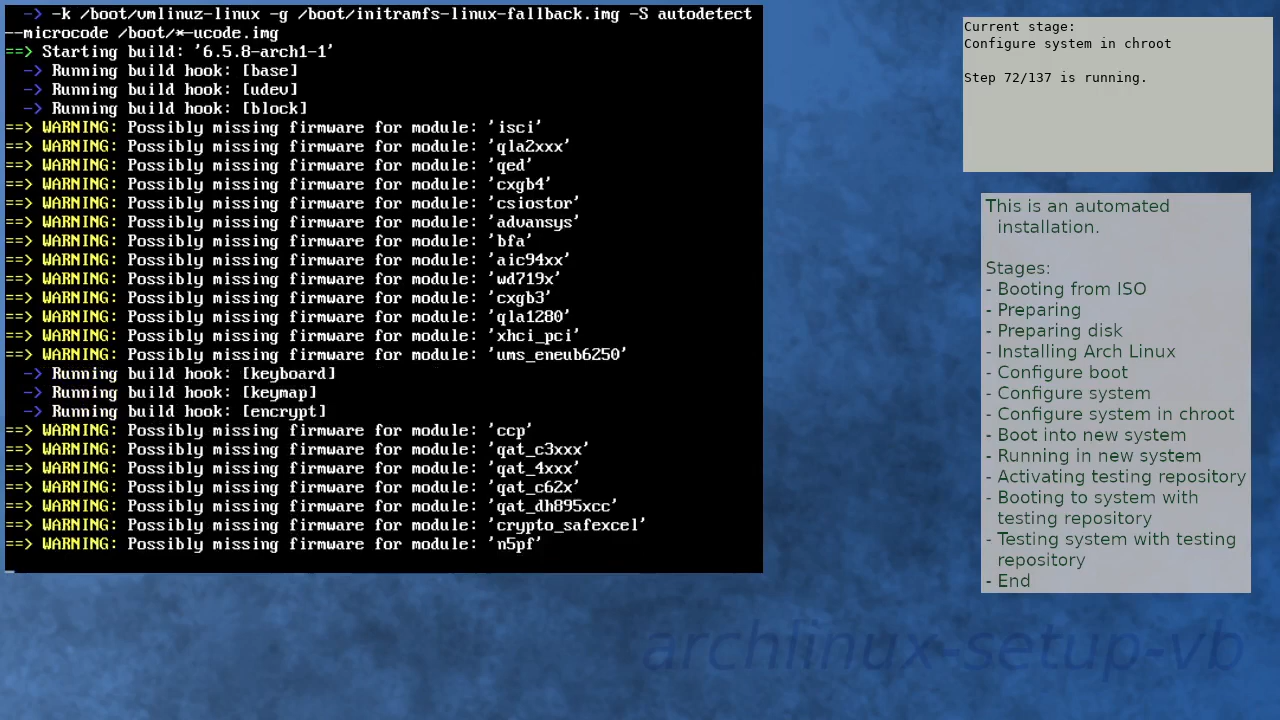 -> -k /boot/vmlinuz-linux -g /boot/initramfs-linux-fallback.img -S autodetect
--microcode /boot/*-ucode.img
==> Starting build: '6.5.8-arch1-1'
-> Running build hook: [base]
-> Running build hook: [udev]
-> Running build hook: [block]
==> WARNING: Possibly missing firmware for module: 'isci'
==> WARNING: Possibly missing firmware for module: 'qla2xxx'
==> WARNING: Possibly missing firmware for module: 'qed'
==> WARNING: Possibly missing firmware for module: 'cxgb4'
==> WARNING: Possibly missing firmware for module: 'csiostor'
==> WARNING: Possibly missing firmware for module: 'advansys'
==> WARNING: Possibly missing firmware for module: 'bfa'
==> WARNING: Possibly missing firmware for module: 'aic94xx'
==> WARNING: Possibly missing firmware for module: 'wd719x'
==> WARNING: Possibly missing firmware for module: 'cxgb3'
==> WARNING: Possibly missing firmware for module: 'qla1280'
==> WARNING: Possibly missing firmware for module: 'xhci_pci'
==> WARNING: Possibly missing firmware for module: 'ums_eneub6250'
-> Running build hook: [keyboard]
-> Running build hook: [keymap]
-> Running build hook: [encrypt]
==> WARNING: Possibly missing firmware for module: 'ccp'
==> WARNING: Possibly missing firmware for module: 'qat_c3xxx'
==> WARNING: Possibly missing firmware for module: 'qat_4xxx'
==> WARNING: Possibly missing firmware for module: 'qat_c62x'
==> WARNING: Possibly missing firmware for module: 'qat_dh895xcc'
==> WARNING: Possibly missing firmware for module: 'crypto_safexcel'
==> WARNING: Possibly missing firmware for module: 'n5pf'
Current stage:
Configure system in chroot
Step 72/137 is running.
This is an automated
installation.
Stages:
- Booting from ISO
- Preparing
- Preparing disk
- Installing Arch Linux
- Configure boot
- Configure system
- Configure system in chroot
- Boot into new system
- Running in new system
- Activating testing repository
- Booting to system with
testing repository
- Testing system with testing
repository
- End
archlinux-setup-vb